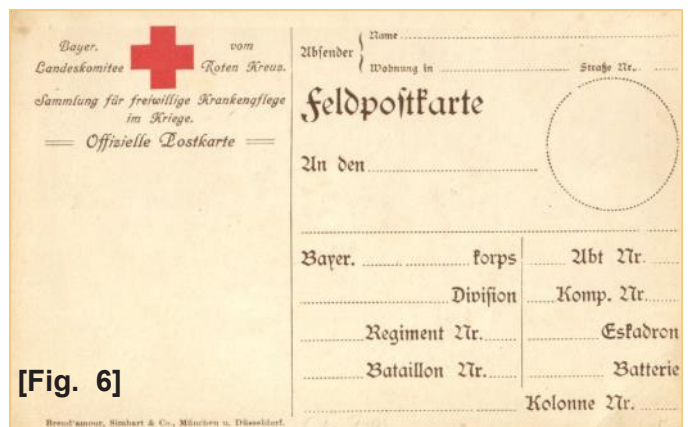 Bayer. vom
Landeskomitee Roten Kreuz.
Sammlung für freiwillige Krankenpflege
im Kriege.
Offizielle Postkarte
Absender
Name
Wohnung in Straße Nr.
Feldpostkarte
An den
Bayer. Korps Abt Nr.
Division Komp. Nr.
Regiment Nr. Eskadron
Bataillon Nr. Batterie
Kolonne Nr.
[Fig. 6]
Brend'amour, Simhart & Co., München u. Düsseldorf.